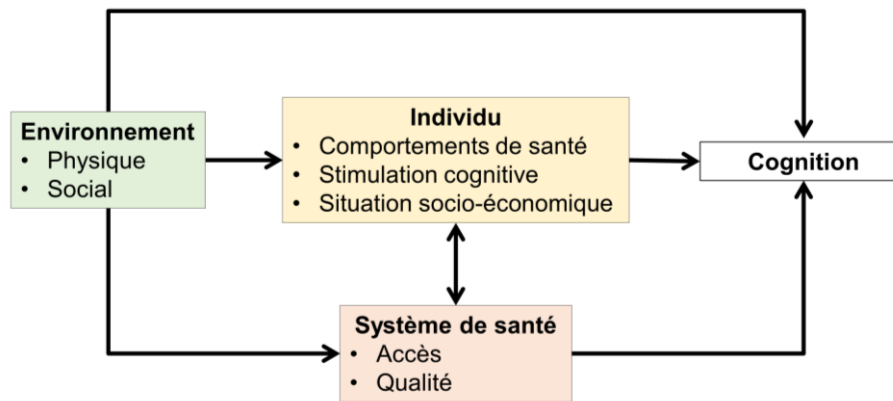 Environnement
• Physique
• Social
Individu
• Comportements de santé
• Stimulation cognitive
• Situation socio-économique
Cognition
Système de santé
• Accès
• Qualité